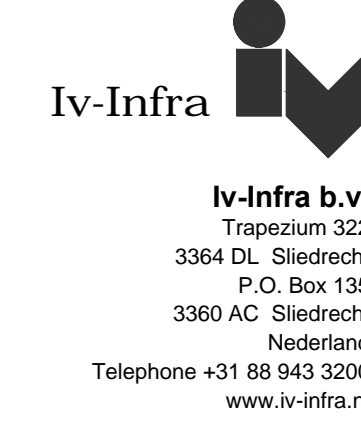 Iv-Infra
Iv-Infra b.v
Trapezium 322
3364 DL Sliedrech
P.O. Box 135
3360 AC Sliedrech
Nederland
Telephone +31 88 943 3200
www.iv-infra.n